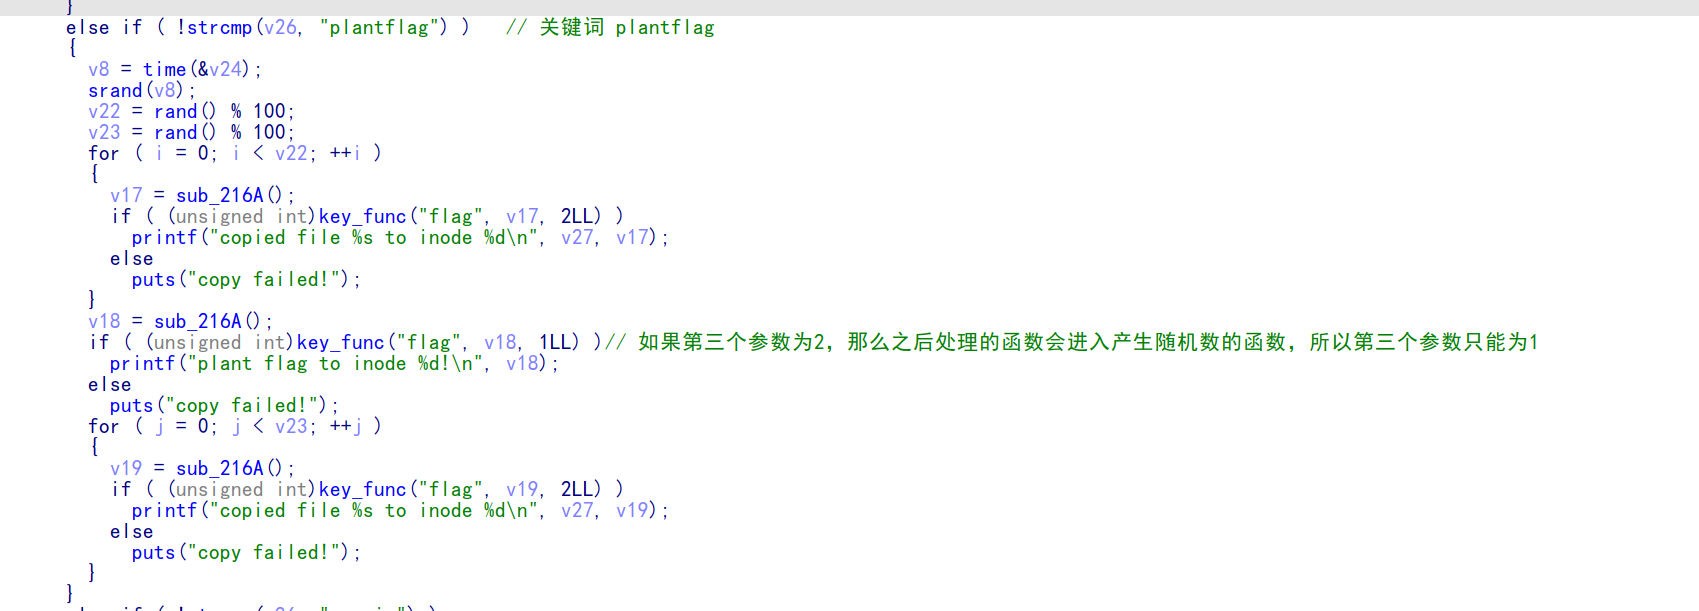 }
else if ( !strcmp(v26, "plantflag") )   // 关键词 plantflag
{
v8 = time(&v24);
srand(v8);
v22 = rand() % 100;
v23 = rand() % 100;
for ( i = 0; i < v22; ++i )
{
v17 = sub_216A();
if ( (unsigned int)key_func("flag", v17, 2LL) )
printf("copied file %s to inode %d\n", v27, v17);
else
puts("copy failed!");
}
v18 = sub_216A();
if ( (unsigned int)key_func("flag", v18, 1LL) )// 如果第三个参数为2，那么之后处理的函数会进入产生随机数的函数，所以第三个参数只能为1
printf("plant flag to inode %d!\n", v18);
else
puts("copy failed!");
for ( j = 0; j < v23; ++j )
{
v19 = sub_216A();
if ( (unsigned int)key_func("flag", v19, 2LL) )
printf("copied file %s to inode %d\n", v27, v19);
else
puts("copy failed!");
}
}